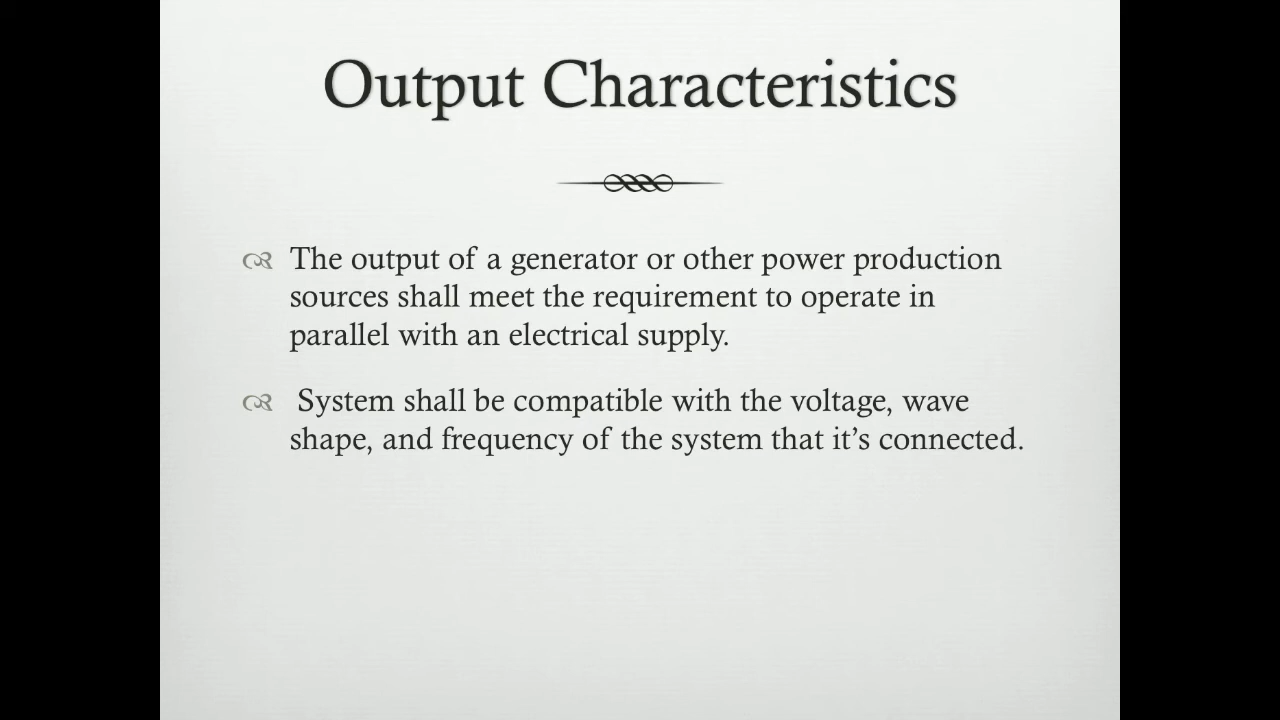 Output Characteristics
The output of a generator or other power production
sources shall meet the requirement to operate in
parallel with an electrical supply.
System shall be compatible with the voltage, wave
shape, and frequency of the system that it’s connected.